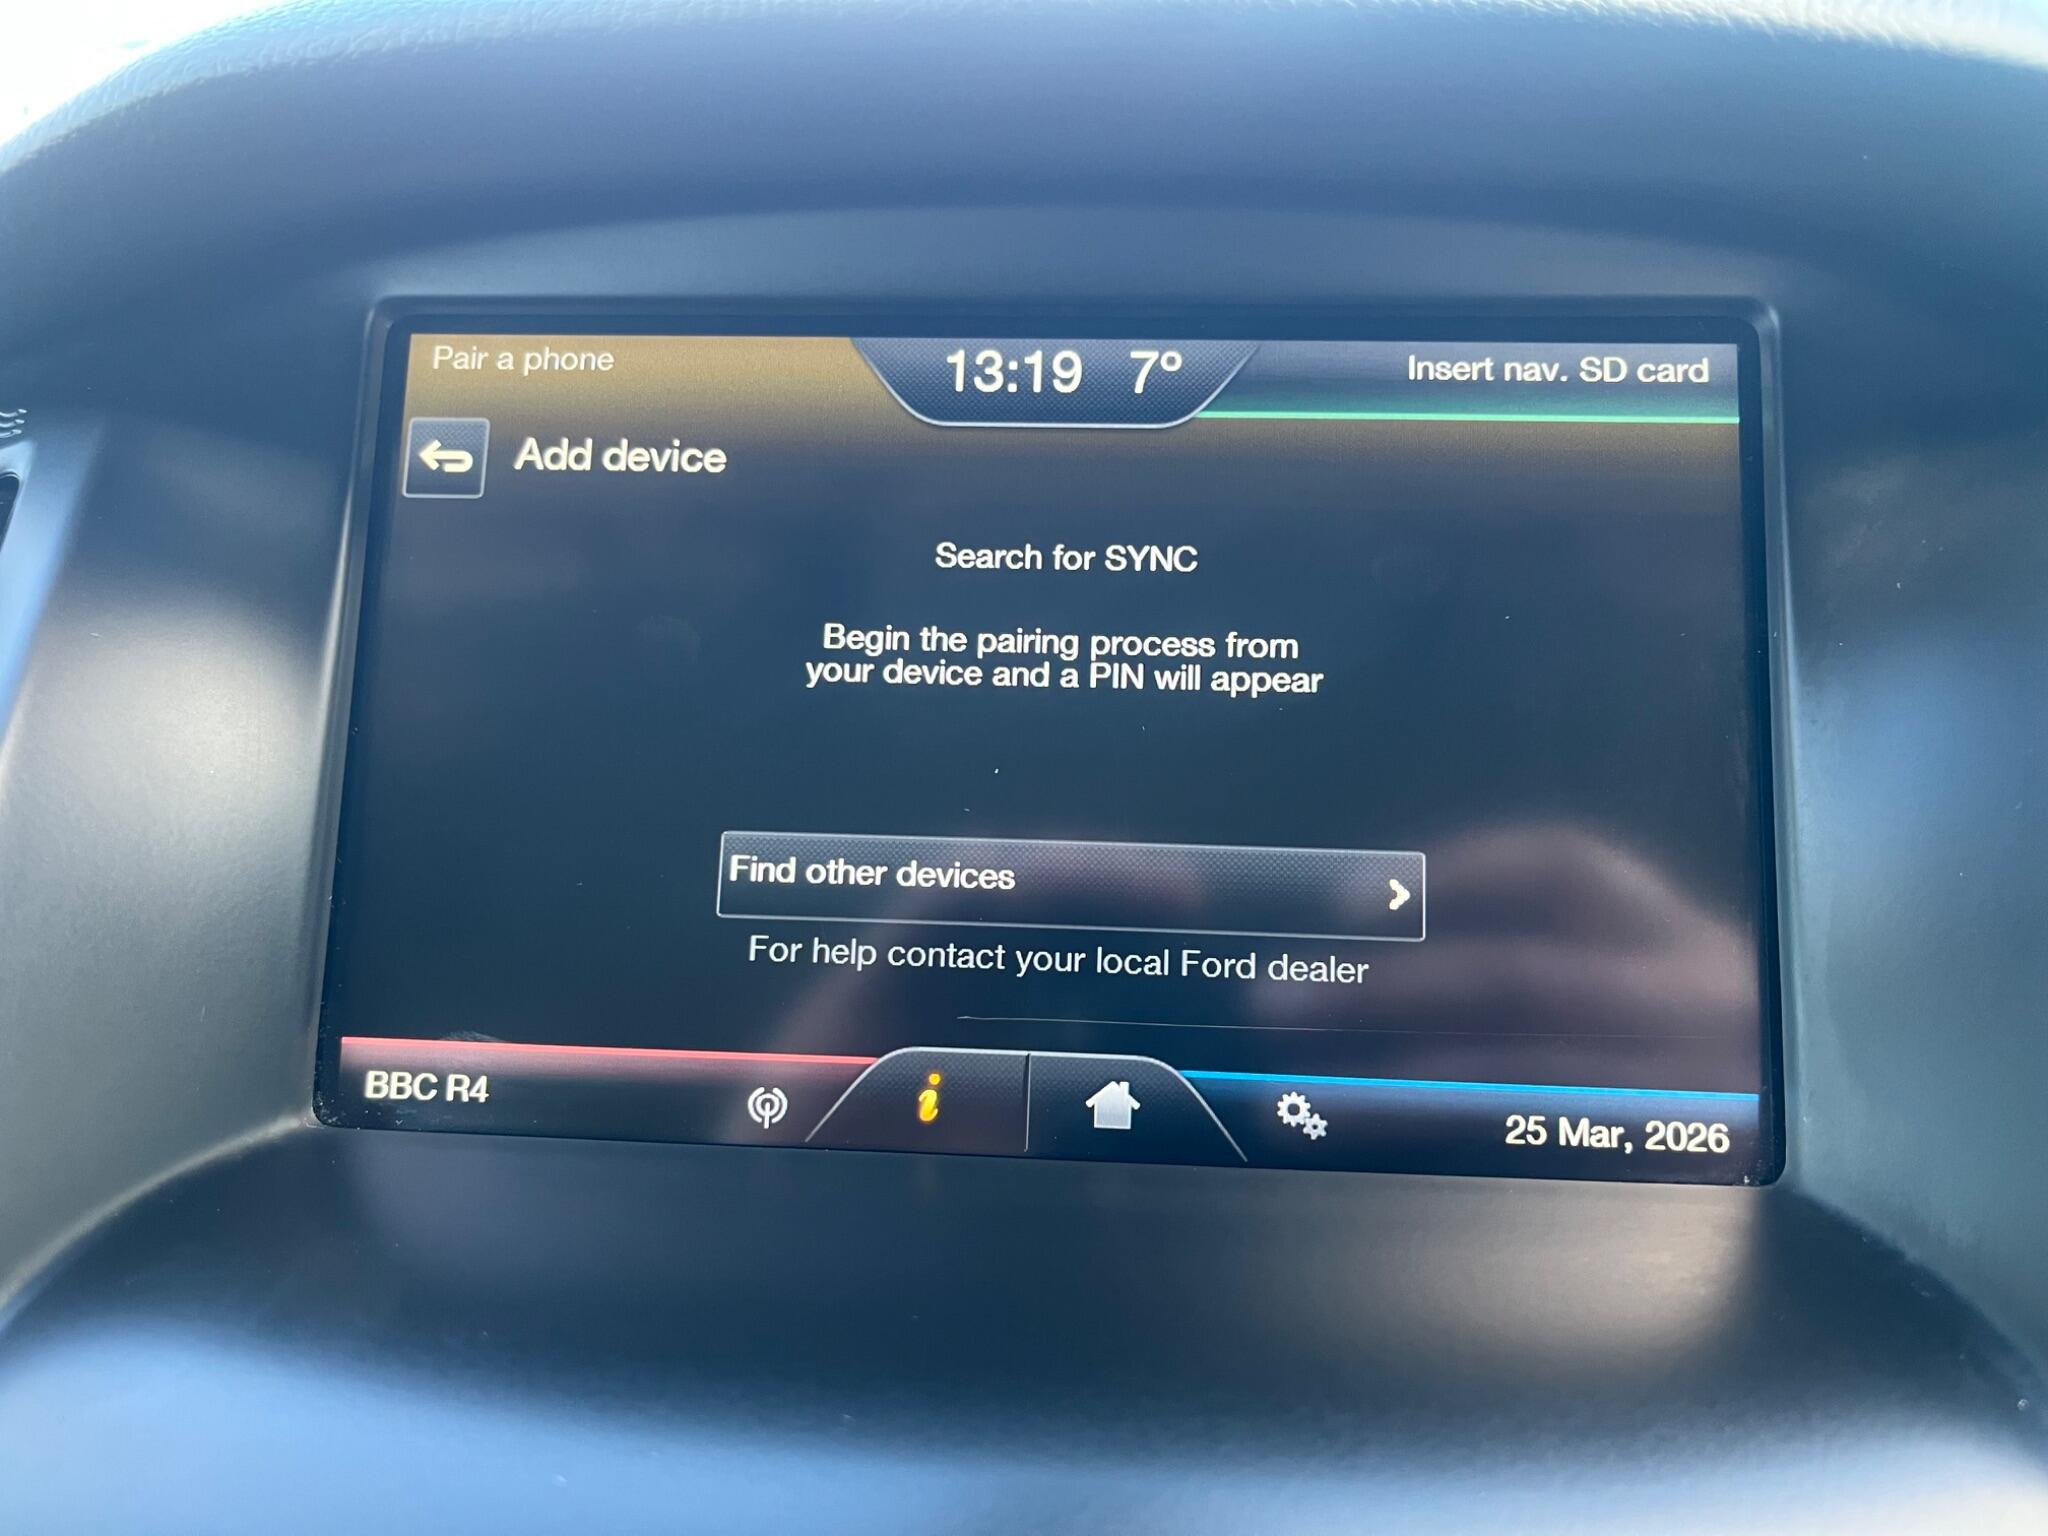 Pair a phone
13:19 7°
Insert nav. SD card
Add device
Search for SYNC
Begin the pairing process from
your device and a PIN will appear
Find other devices
For help contact your local Ford dealer
BBC R4
25 Mar, 2026